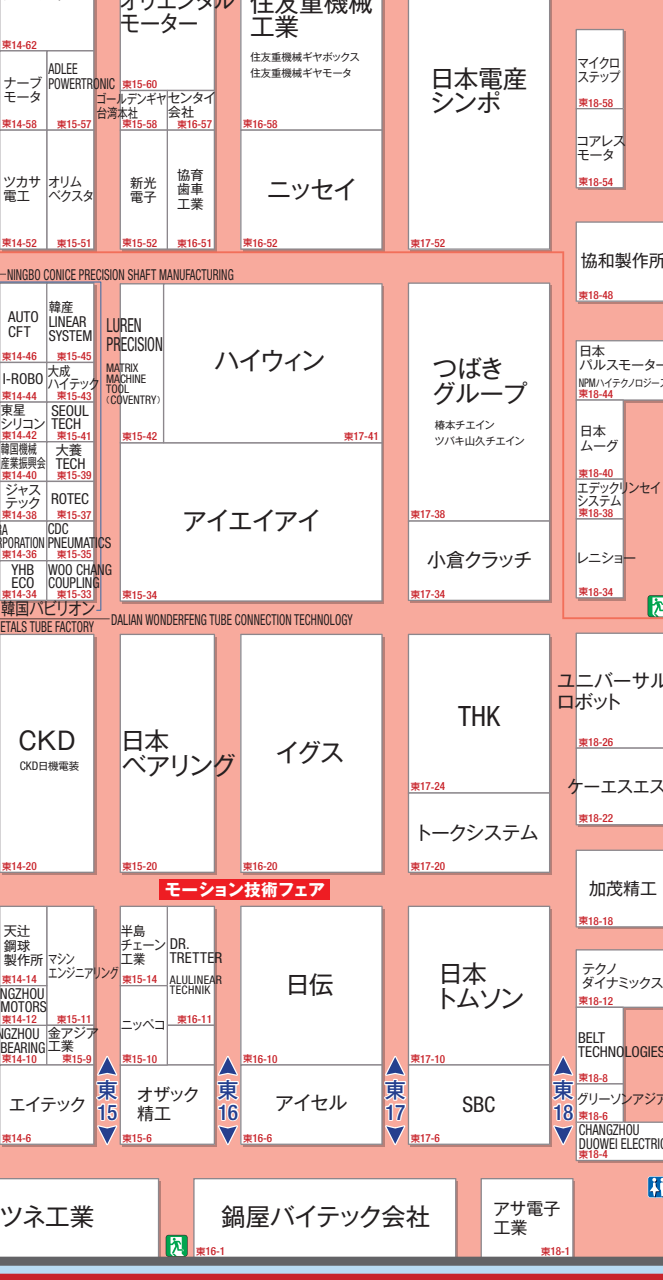 オリエンタル
モーター
東15-60
住友重機械
工業
住友重機械ギヤボックス
住友重機械ギヤモータ
東16-58
日本電産
シンポ
東17-52
マイクロ
ステップ
東18-58
コアレス
モータ
東18-54
東14-62
ナーブ
モータ
東14-58
ADLEE
POWERTRONIC
東15-57
ゴールデンギヤ
台湾本社
東15-58
センタイ
会社
東16-57
ツカサ
電工
東14-52
オリム
ベクスタ
東15-51
新光
電子
東15-52
協育
歯車
工業
東16-51
ニッセイ
東16-52
協和製作所
東18-48
NINGBO CONICE PRECISION SHAFT MANUFACTURING
AUTO
CFT
東14-46
韓産
LINEAR
SYSTEM
東15-45
I-ROBO
東14-44
大成
ハイテック
東15-43
東星
シリコン
東14-42
SEOUL
TECH
東15-41
韓国機械
産業振興会
東14-40
大養
TECH
東15-39
ジャス
テック
東14-38
ROTEC
東15-37
RPORATION
東14-36
CDC
PNEUMATICS
東15-35
YHB
ECO
東14-34
WOO CHANG
COUPLING
東15-33
韓国パビリオン
LUREN
PRECISION
MATRIX
MACHINE
TOOL
(COVENTRY)
東15-42
ハイウィン
東17-41
アイエイアイ
東15-34
つばき
グループ
椿本チエイン
ツバキ山久チエイン
東17-38
小倉クラッチ
東17-34
日本
パルスモーター
NPMハイテクノロジーズ
東18-44
日本
ムーグ
東18-40
エデックリンセイ
システム
東18-38
レニショー
東18-34
ETALS TUBE FACTORY
DALIAN WONDERFENG TUBE CONNECTION TECHNOLOGY
CKD
CKD日機電装
東14-20
日本
ベアリング
東15-20
イグス
東16-20
THK
東17-24
トークシステム
東17-20
ユニバーサル
ロボット
東18-26
ケーエスエス
東18-22
モーション技術フェア
加茂精工
東18-18
天辻
鋼球
製作所
東14-14
マシン
エンジニアリング
東15-11
NGZHOU
MOTORS
東14-12
NGZHOU
BEARING
東14-10
金アジア
工業
東15-9
半島
チェーン
工業
東15-14
DR.
TRETTER
ALULINEAR
TECHNIK
東16-11
ニッペコ
東15-10
日伝
東16-10
日本
トムソン
東17-10
テクノ
ダイナミックス
東18-12
BELT
TECHNOLOGIES
東18-8
グリーソンアジア
東18-6
CHANGZHOU
DUOWEI ELECTRIC
東18-4
エイテック
東14-6
東
15
オザック
精工
東15-6
東
16
アイセル
東16-6
東
17
SBC
東17-6
東
18
ツネ工業
鍋屋バイテック会社
東16-1
アサ電子
工業
東18-1